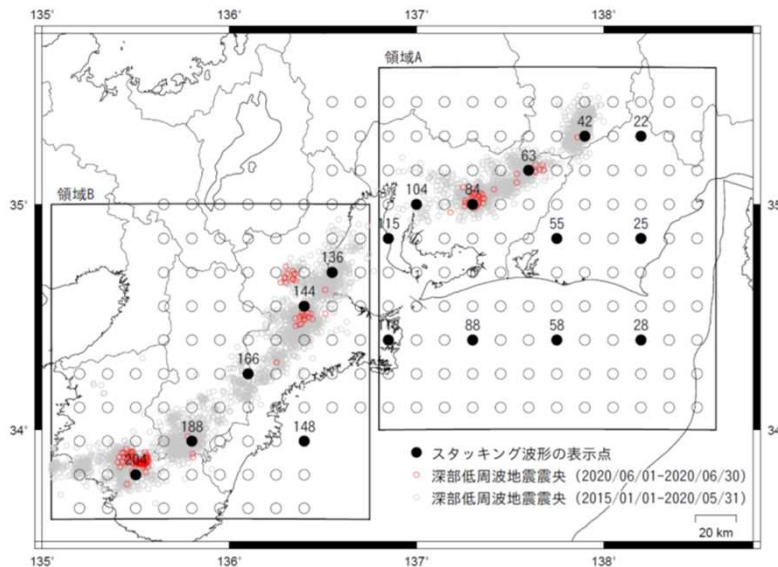 135° 136° 137° 138°
領域A
42 22
63
17 104 84
35° 領域B 35°
115 55 25
136
144
118 88 58 28
166
34° 188 148 34°
204
スタッキング波形の表示点
深部低周波地震震央 (2020/06/01-2020/06/30)
深部低周波地震震央 (2015/01/01-2020/05/31)
20 km
135° 136° 137° 138°